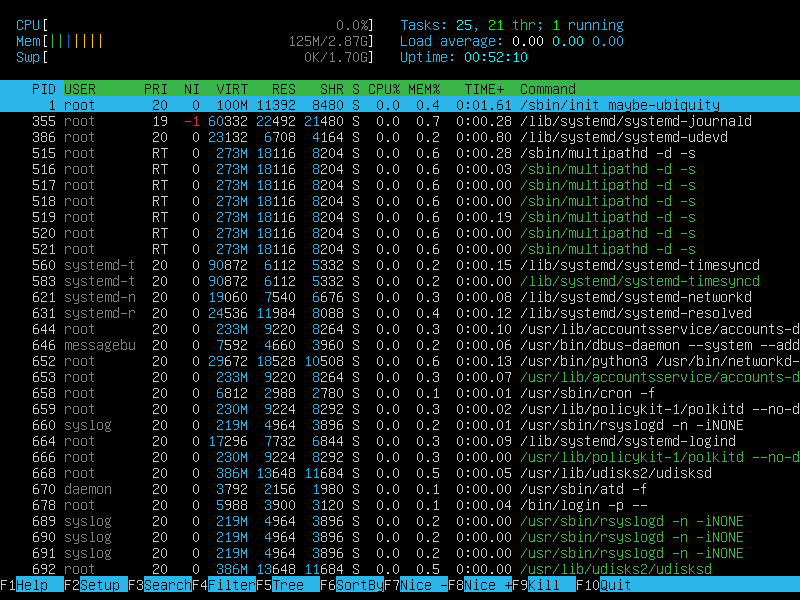 CPU[ 0.0%] Tasks: 25, 21 thr; 1 running
Mem[||||||| 125M/2.87G] Load average: 0.00 0.00 0.00
Swp[ 0K/1.70G] Uptime: 00:52:10
PID USER PRI NI VIRT RES SHR S CPU% MEM% TIME+ Command
1 root 20 0 100M 11392 8480 S 0.0 0.4 0:01.61 /sbin/init maybe-ubiquity
355 root 19 -1 60332 22492 21480 S 0.0 0.7 0:00.28 /lib/systemd/systemd-journald
386 root 20 0 23132 6708 4164 S 0.0 0.2 0:00.80 /lib/systemd/systemd-udevd
515 root RT 0 273M 18116 8204 S 0.0 0.6 0:00.28 /sbin/multipathd -d -s
516 root RT 0 273M 18116 8204 S 0.0 0.6 0:00.03 /sbin/multipathd -d -s
517 root RT 0 273M 18116 8204 S 0.0 0.6 0:00.00 /sbin/multipathd -d -s
518 root RT 0 273M 18116 8204 S 0.0 0.6 0:00.00 /sbin/multipathd -d -s
519 root RT 0 273M 18116 8204 S 0.0 0.6 0:00.19 /sbin/multipathd -d -s
520 root RT 0 273M 18116 8204 S 0.0 0.6 0:00.00 /sbin/multipathd -d -s
521 root RT 0 273M 18116 8204 S 0.0 0.6 0:00.00 /sbin/multipathd -d -s
560 systemd-t 20 0 90872 6112 5332 S 0.0 0.2 0:00.15 /lib/systemd/systemd-timesyncd
583 systemd-t 20 0 90872 6112 5332 S 0.0 0.2 0:00.00 /lib/systemd/systemd-timesyncd
621 systemd-n 20 0 19060 7540 6676 S 0.0 0.3 0:00.08 /lib/systemd/systemd-networkd
631 systemd-r 20 0 24536 11984 8088 S 0.0 0.4 0:00.12 /lib/systemd/systemd-resolved
644 root 20 0 233M 9220 8264 S 0.0 0.3 0:00.10 /usr/lib/accountsservice/accounts-d
646 messagebu 20 0 7592 4660 3960 S 0.0 0.2 0:00.06 /usr/bin/dbus-daemon --system --add
652 root 20 0 29672 18528 10508 S 0.0 0.6 0:00.13 /usr/bin/python3 /usr/bin/networkd-
653 root 20 0 233M 9220 8264 S 0.0 0.3 0:00.07 /usr/lib/accountsservice/accounts-d
658 root 20 0 6812 2988 2780 S 0.0 0.1 0:00.01 /usr/sbin/cron -f
659 root 20 0 230M 9224 8292 S 0.0 0.3 0:00.02 /usr/lib/policykit-1/polkitd --no-d
660 syslog 20 0 219M 4964 3896 S 0.0 0.2 0:00.01 /usr/sbin/rsyslogd -n -iNONE
664 root 20 0 17296 7732 6844 S 0.0 0.3 0:00.09 /lib/systemd/systemd-logind
666 root 20 0 230M 9224 8292 S 0.0 0.3 0:00.00 /usr/lib/policykit-1/polkitd --no-d
668 root 20 0 386M 13648 11684 S 0.0 0.5 0:00.05 /usr/lib/udisks2/udisksd
670 daemon 20 0 3792 2156 1980 S 0.0 0.1 0:00.00 /usr/sbin/atd -f
678 root 20 0 5988 3900 3120 S 0.0 0.1 0:00.04 /bin/login -p --
689 syslog 20 0 219M 4964 3896 S 0.0 0.2 0:00.00 /usr/sbin/rsyslogd -n -iNONE
690 syslog 20 0 219M 4964 3896 S 0.0 0.2 0:00.00 /usr/sbin/rsyslogd -n -iNONE
691 syslog 20 0 219M 4964 3896 S 0.0 0.2 0:00.00 /usr/sbin/rsyslogd -n -iNONE
692 root 20 0 386M 13648 11684 S 0.0 0.5 0:00.00 /usr/lib/udisks2/udisksd
F1Help F2Setup F3SearchF4FilterF5Tree F6SortByF7Nice -F8Nice +F9Kill F10Quit